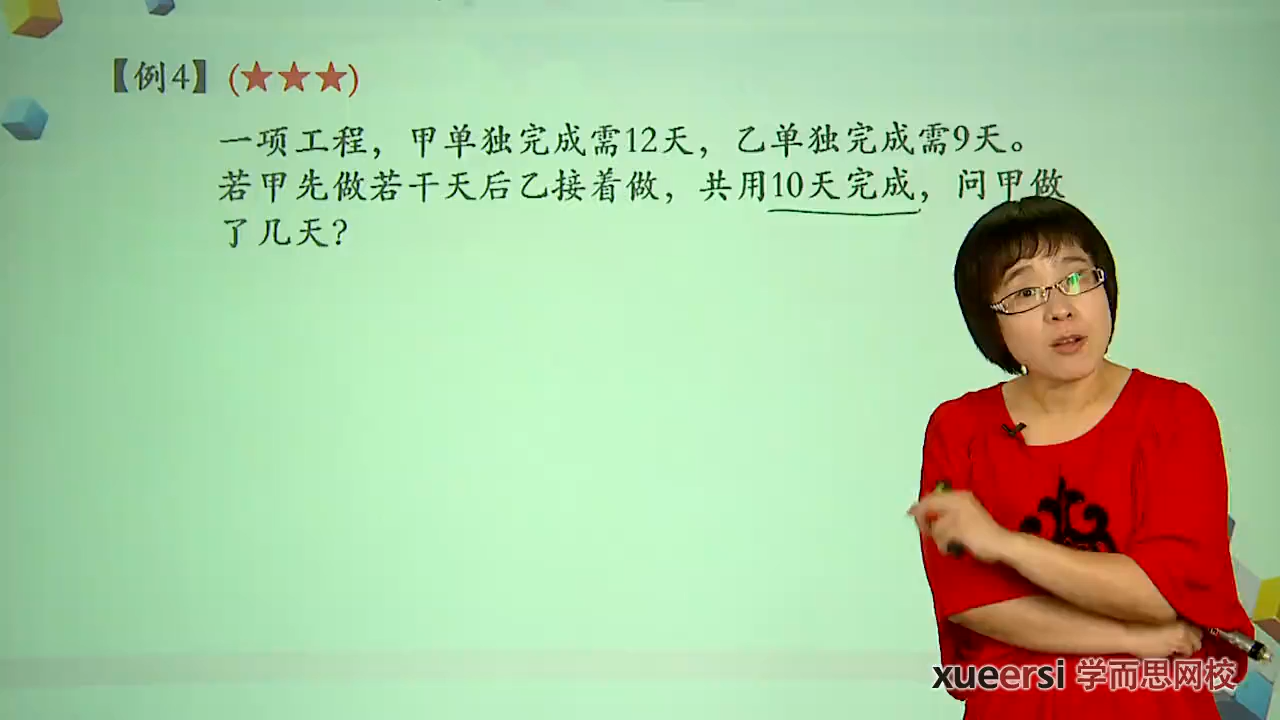 【例4】(★★★)
一项工程，甲单独完成需12天，乙单独完成需9天。
若甲先做若干天后乙接着做，共用10天完成，问甲做
了几天?
xueersi 学而思网校